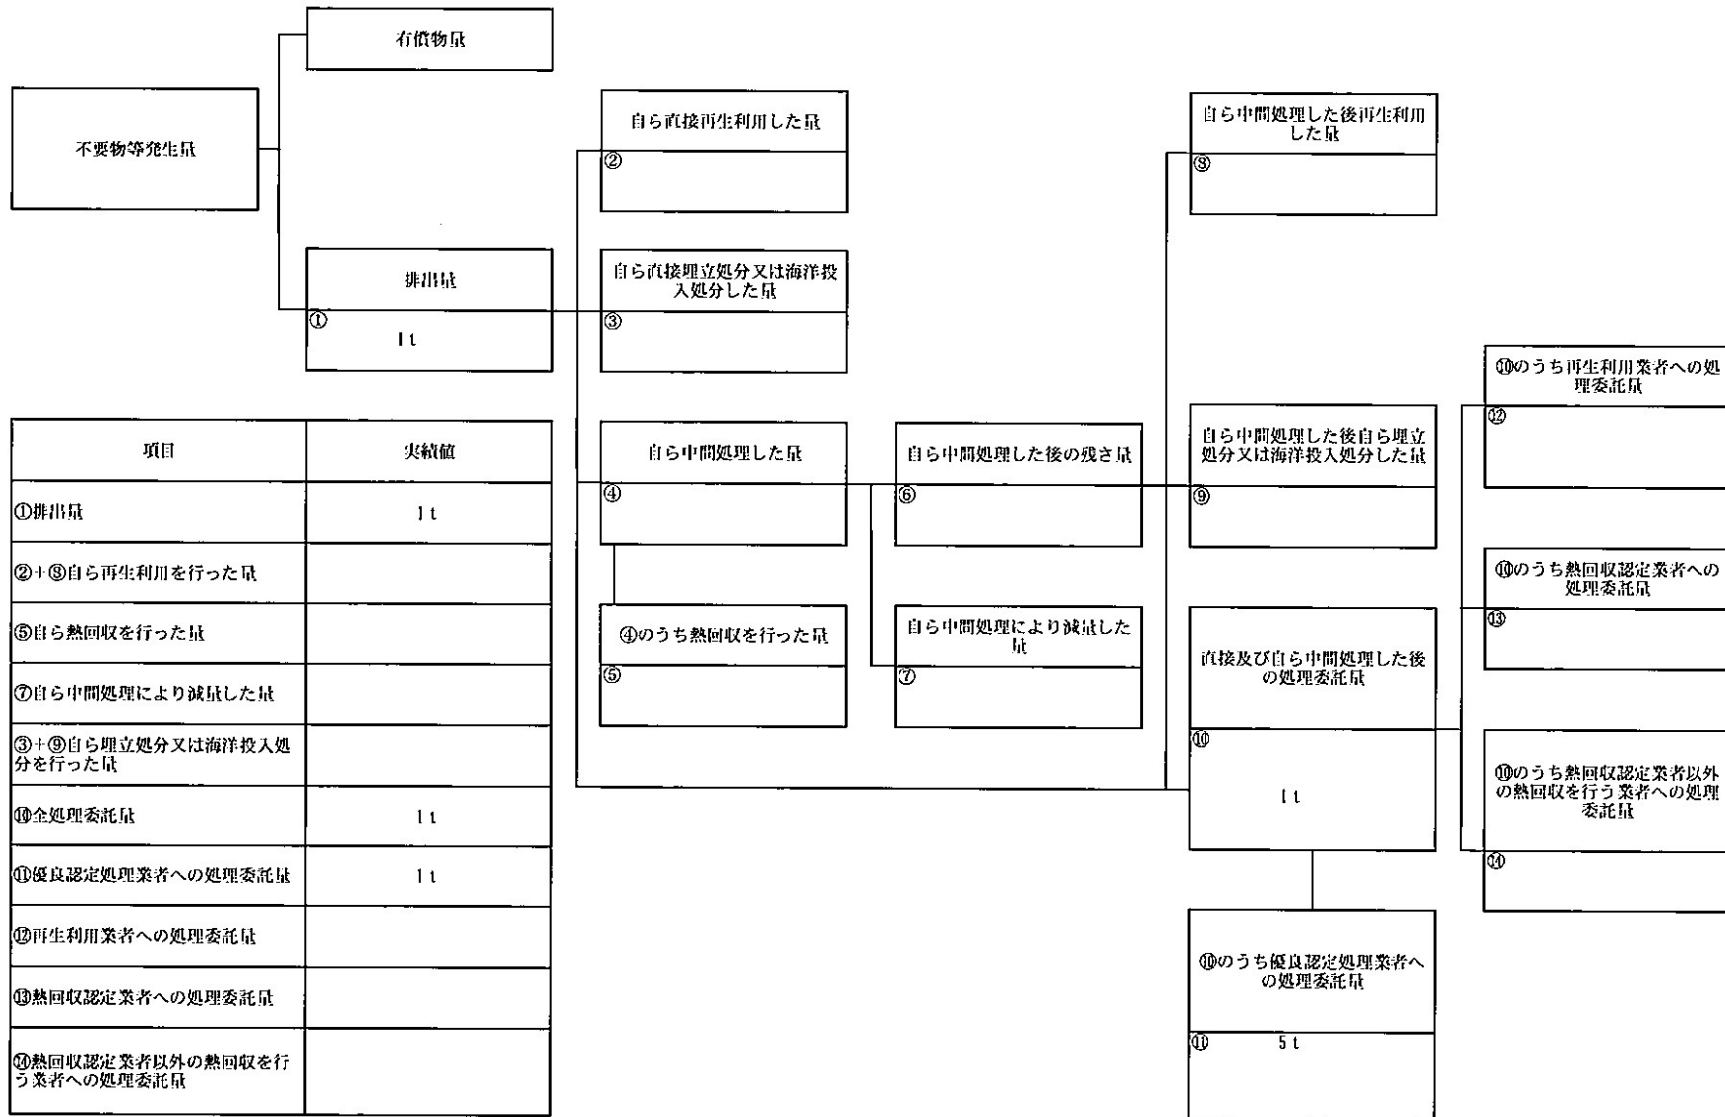 有償物量
不要物等発生量
自ら直接再生利用した量
②
自ら中間処理した後再生利用
した量
⑧
排出量
①
1 t
自ら直接埋立処分又は海洋投
入処分した量
③
自ら中間処理した量
④
自ら中間処理した後の残さ量
⑥
自ら中間処理した後自ら埋立
処分又は海洋投入処分した量
⑨
⑩のうち再生利用業者への処
理委託量
⑫
④のうち熱回収を行った量
⑤
自ら中間処理により減量した
量
⑦
直接及び自ら中間処理した後
の処理委託量
⑩
1 t
⑩のうち熱回収認定業者への
処理委託量
⑬
⑩のうち熱回収認定業者以外
の熱回収を行う業者への処理
委託量
⑭
⑩のうち優良認定処理業者へ
の処理委託量
⑪ 5 t
項目 実績値
①排出量 1 t
②+⑧自ら再生利用を行った量
⑤自ら熱回収を行った量
⑦自ら中間処理により減量した量
③+⑨自ら埋立処分又は海洋投入処
分を行った量
⑩全処理委託量 1 t
⑪優良認定処理業者への処理委託量 1 t
⑫再生利用業者への処理委託量
⑬熱回収認定業者への処理委託量
⑭熱回収認定業者以外の熱回収を行
う業者への処理委託量